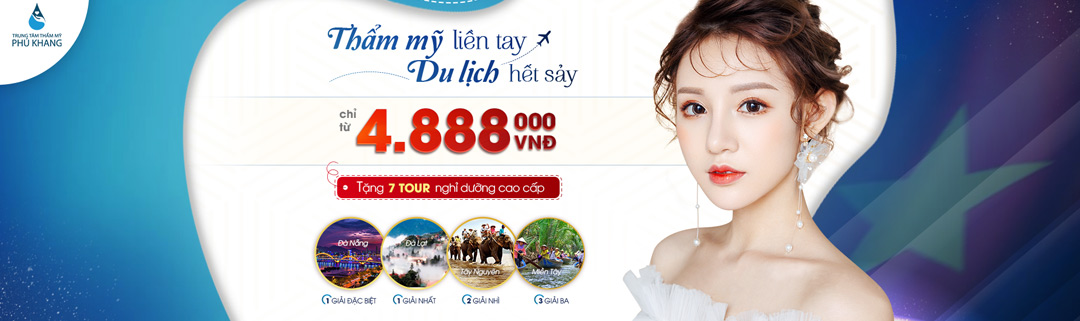 TRUNG TÂM THẨM MỸ
PHÚ KHANG
Thẩm mỹ liền tay
Du lịch hết sảy
chỉ từ 4.888 000 VNĐ
Tặng 7 TOUR nghỉ dưỡng cao cấp
Đà Nẵng
Đà Lạt
Tây Nguyên
Miền Tây
1 GIẢI ĐẶC BIỆT
1 GIẢI NHẤT
2 GIẢI NHÌ
3 GIẢI BA